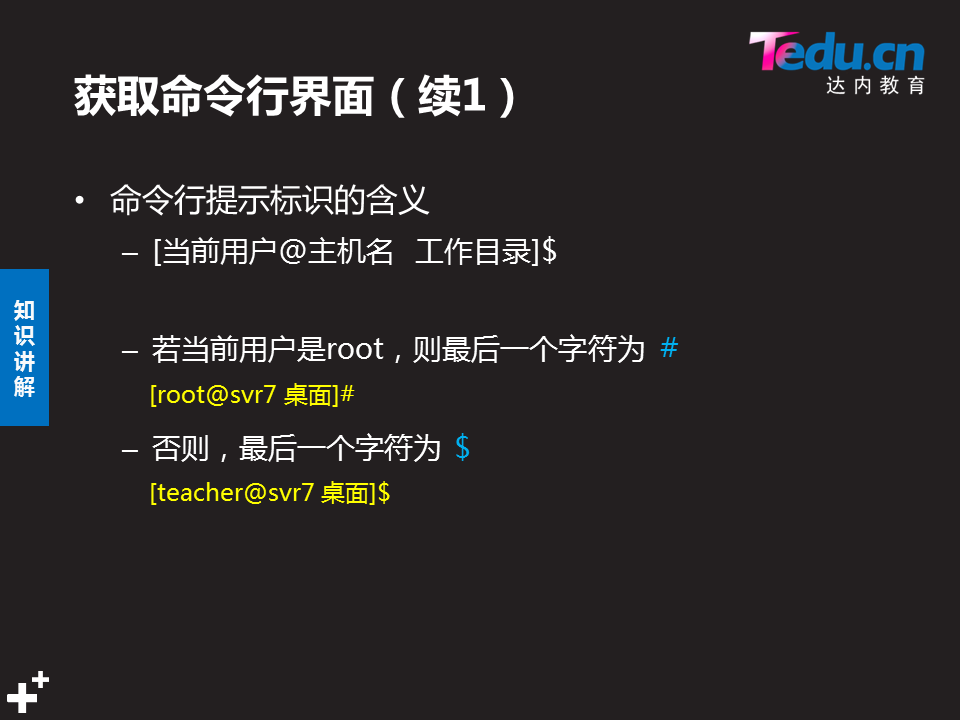 Tedu.cn
达内教育
获取命令行界面（续1）
• 命令行提示标识的含义
– [当前用户@主机名 工作目录]$
– 若当前用户是root，则最后一个字符为 #
[root@svr7 桌面]#
– 否则，最后一个字符为 $
[teacher@svr7 桌面]$
知识讲解